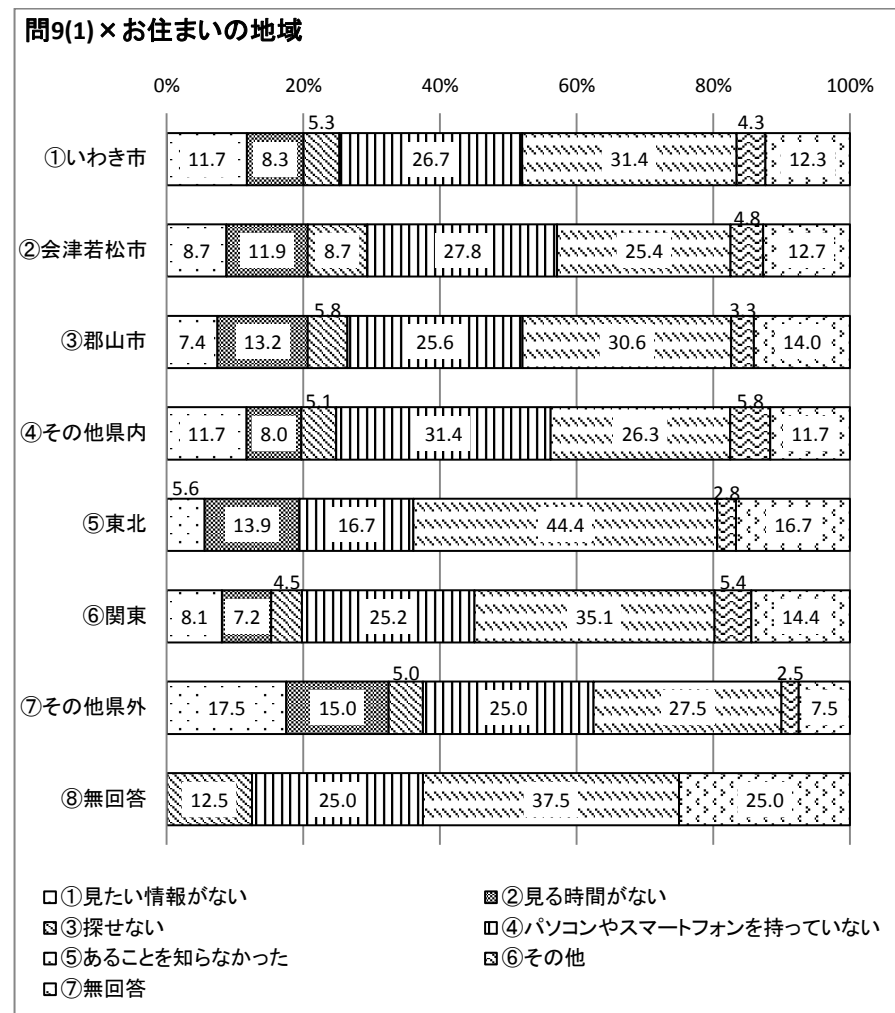 問9(1)×お住まいの地域
0% 20% 40% 60% 80% 100%
5.3 4.3
①いわき市 11.7 8.3 26.7 31.4 12.3
4.8
②会津若松市 8.7 11.9 8.7 27.8 25.4 12.7
5.8 3.3
③郡山市 7.4 13.2 25.6 30.6 14.0
5.1 5.8
④その他県内 11.7 8.0 31.4 26.3 11.7
5.6 2.8
⑤東北 13.9 16.7 44.4 16.7
4.5 5.4
⑥関東 8.1 7.2 25.2 35.1 14.4
5.0 2.5
⑦その他県外 17.5 15.0 25.0 27.5 7.5
⑧無回答 12.5 25.0 37.5 25.0
①見たい情報がない ②見る時間がない
③探せない ④パソコンやスマートフォンを持っていない
⑤あることを知らなかった ⑥その他
⑦無回答